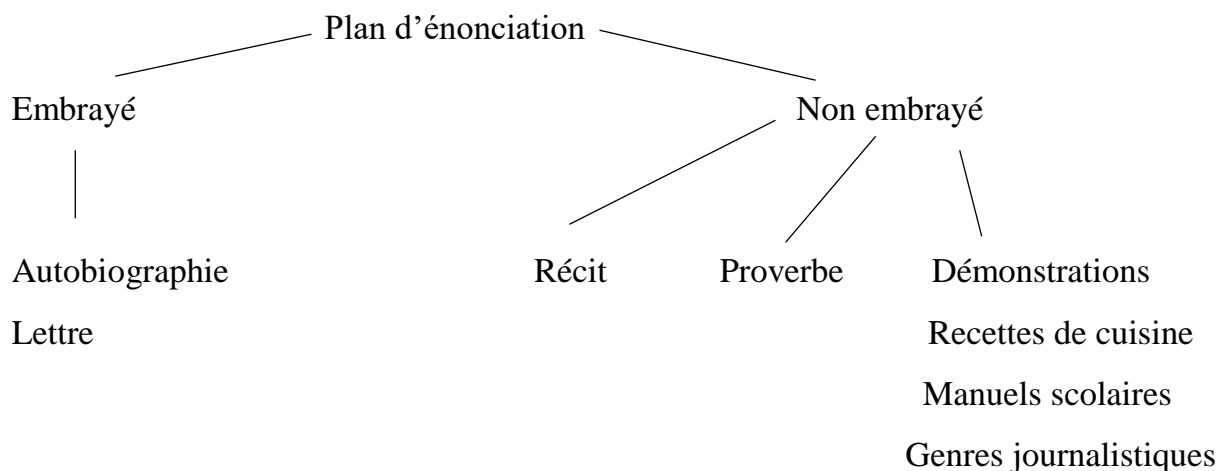 Plan d’énonciation
Embrayé Non embrayé
Autobiographie Récit Proverbe Démonstrations
Lettre Recettes de cuisine
Manuels scolaires
Genres journalistiques